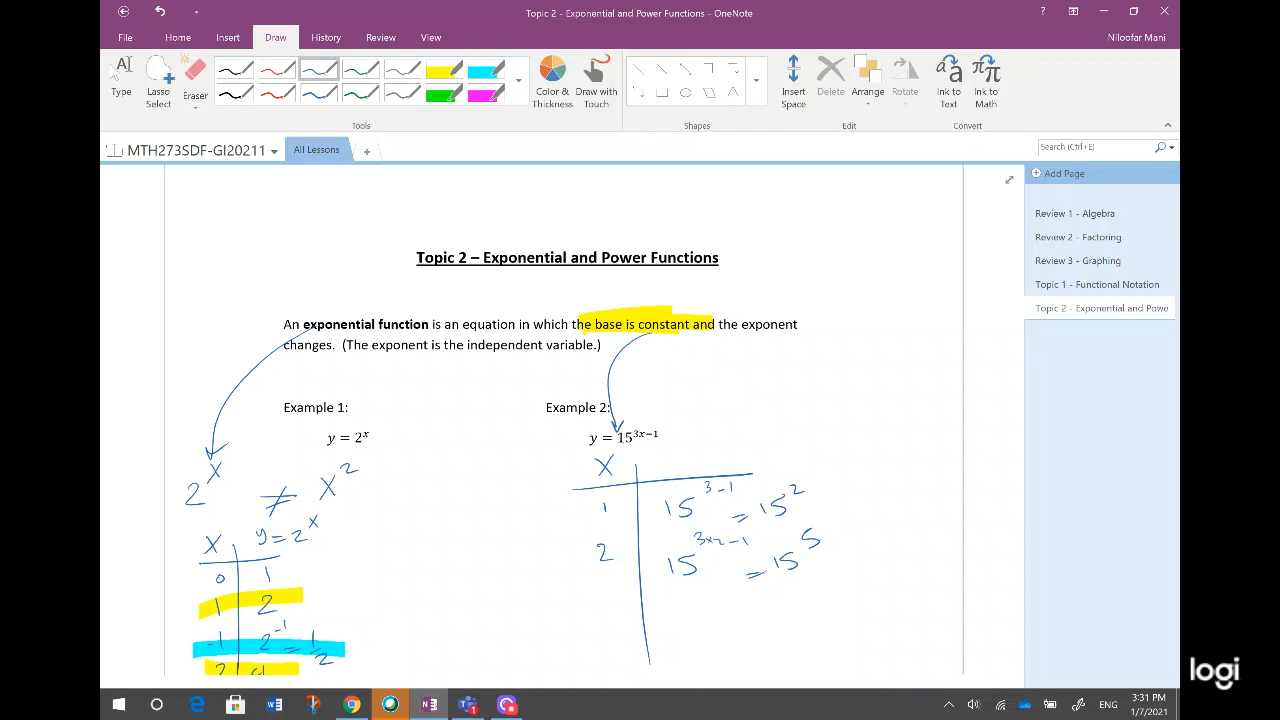 Topic 2 - Exponential and Power Functions - OneNote
?
File Home Insert Draw History Review View
Niloofar Mani
Type
Lasso Select
Eraser
Color & Thickness
Draw with Touch
Insert Space
Delete
Arrange
Rotate
Ink to Text
Ink to Math
Tools
Shapes
Edit
Convert
MTH273SDF-GI20211
All Lessons
Search (Ctrl+E)
Add Page
Review 1 - Algebra
Review 2 - Factoring
Review 3 - Graphing
Topic 1 - Functional Notation
Topic 2 - Exponential and Powe
Topic 2 – Exponential and Power Functions
An exponential function is an equation in which the base is constant and the exponent
changes. (The exponent is the independent variable.)
Example 1:
y = 2^x
2^x ≠ x^2
x y = 2^x
0 1
1 2
-1 2^-1 = 1/2
2 4
Example 2:
y = 15^3x−1
x
1 15^3-1 = 15^2
2 15^3x2-1 = 15^5
logi
ENG
3:31 PM
1/7/2021